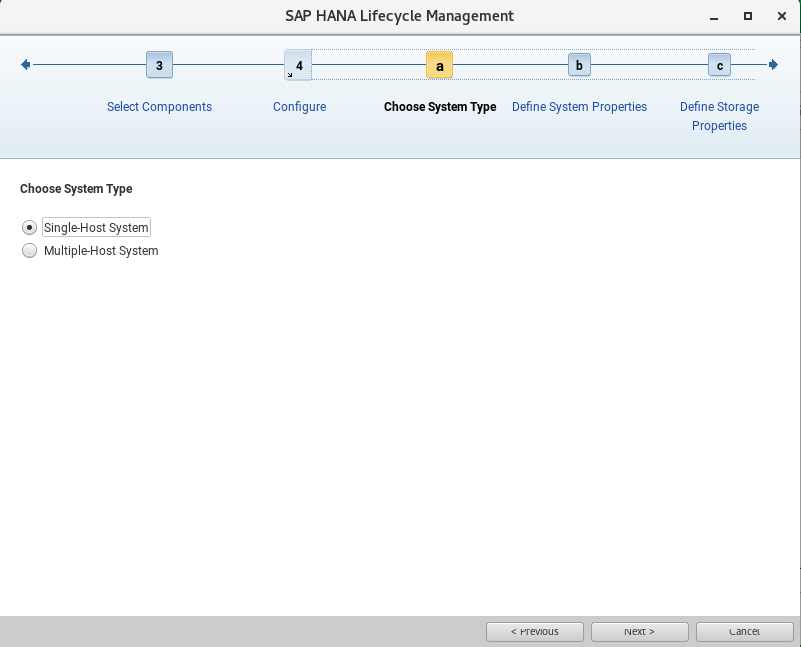 SAP HANA Lifecycle Management
3 4 a b c
Select Components Configure Choose System Type Define System Properties Define Storage
Properties
Choose System Type
Single-Host System
Multiple-Host System
< Previous Next > Cancel